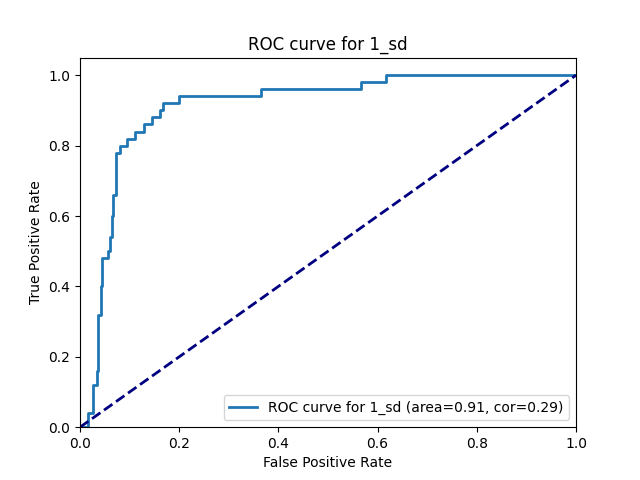 ROC curve for 1_sd
1.0
0.8
0.6
0.4
0.2
0.0
True Positive Rate
ROC curve for 1_sd (area=0.91, cor=0.29)
0.0 0.2 0.4 0.6 0.8 1.0
False Positive Rate